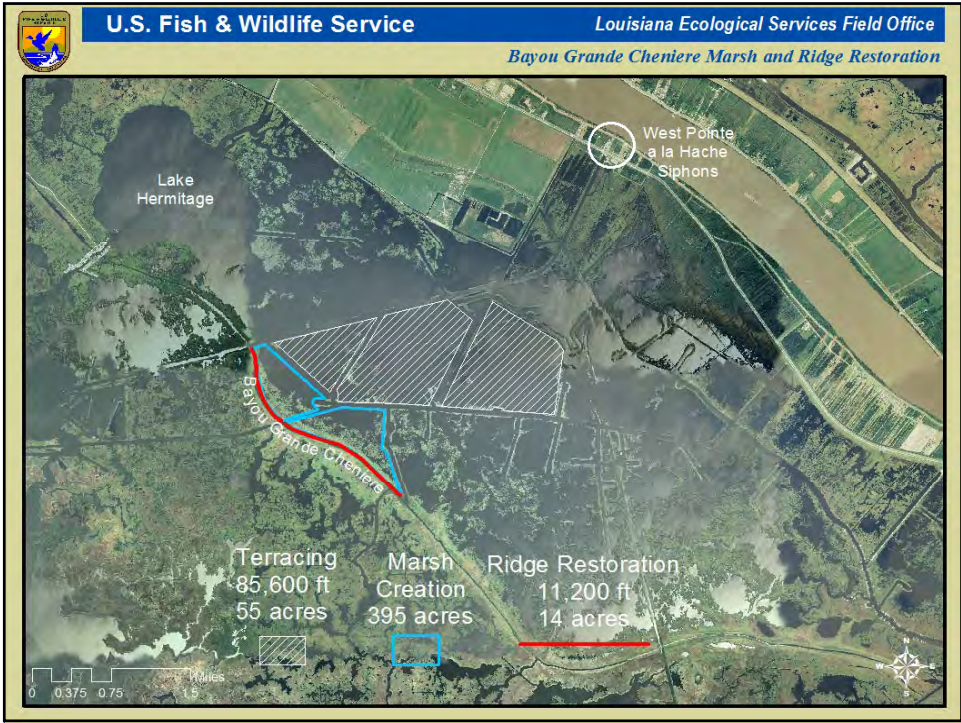 U.S. Fish & Wildlife Service
Louisiana Ecological Services Field Office
Bayou Grande Cheniere Marsh and Ridge Restoration
Lake
Hermitage
West Pointe
a la Hache
Siphons
Bayou Grande Cheniere
Terracing
85,600 ft
55 acres
Marsh
Creation
395 acres
Ridge Restoration
11,200 ft
14 acres
Miles
0 0.375 0.75 1.5
N
W E
S